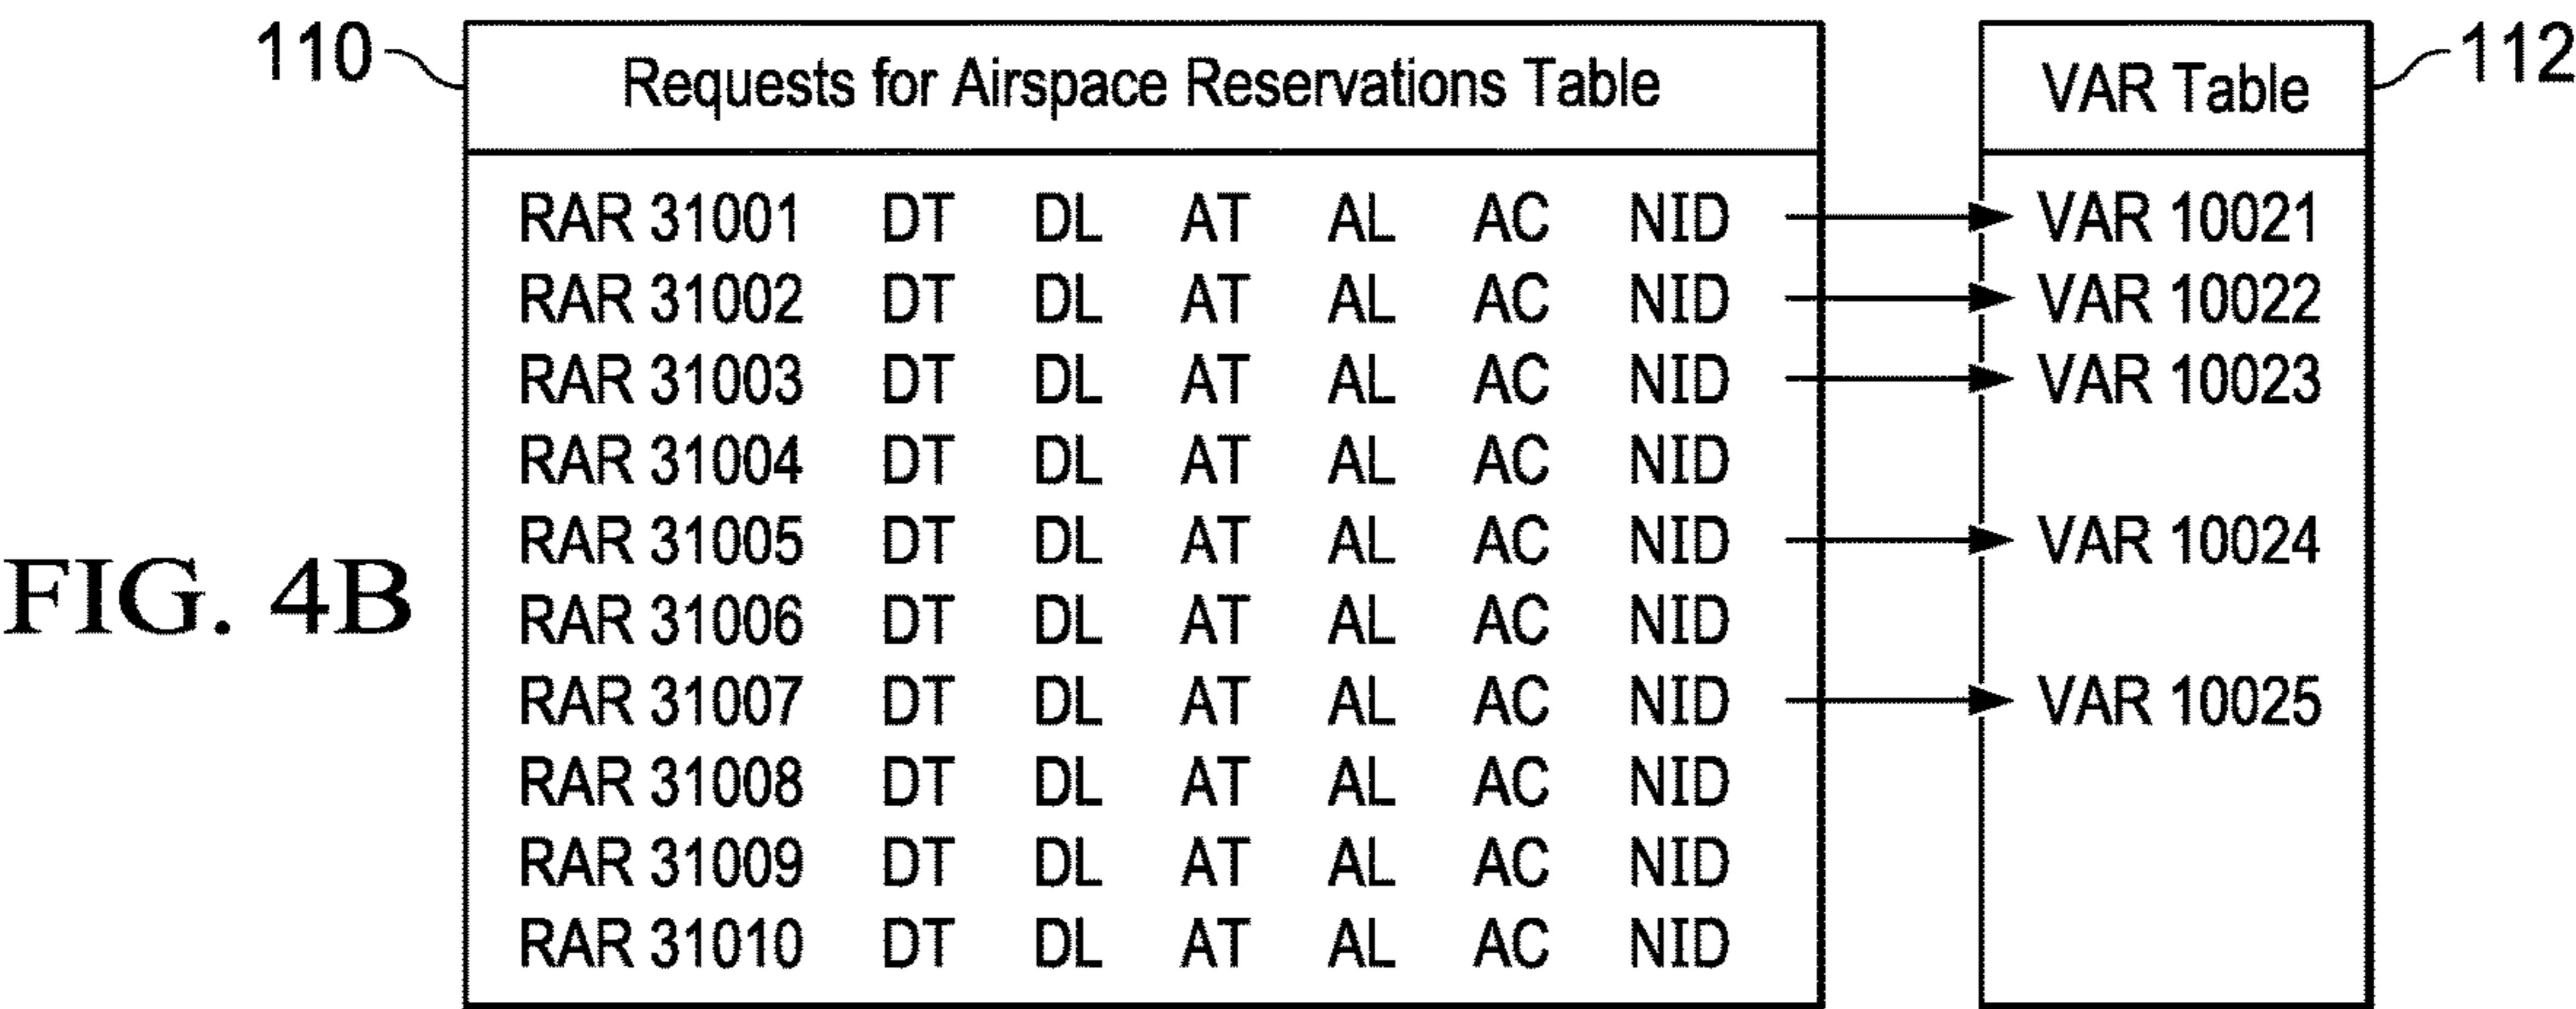 110 Requests for Airspace Reservations Table VAR Table 112
RAR 31001 DT DL AT AL AC NID VAR 10021
RAR 31002 DT DL AT AL AC NID VAR 10022
RAR 31003 DT DL AT AL AC NID VAR 10023
RAR 31004 DT DL AT AL AC NID
RAR 31005 DT DL AT AL AC NID VAR 10024
RAR 31006 DT DL AT AL AC NID
RAR 31007 DT DL AT AL AC NID VAR 10025
RAR 31008 DT DL AT AL AC NID
RAR 31009 DT DL AT AL AC NID
RAR 31010 DT DL AT AL AC NID
FIG. 4B